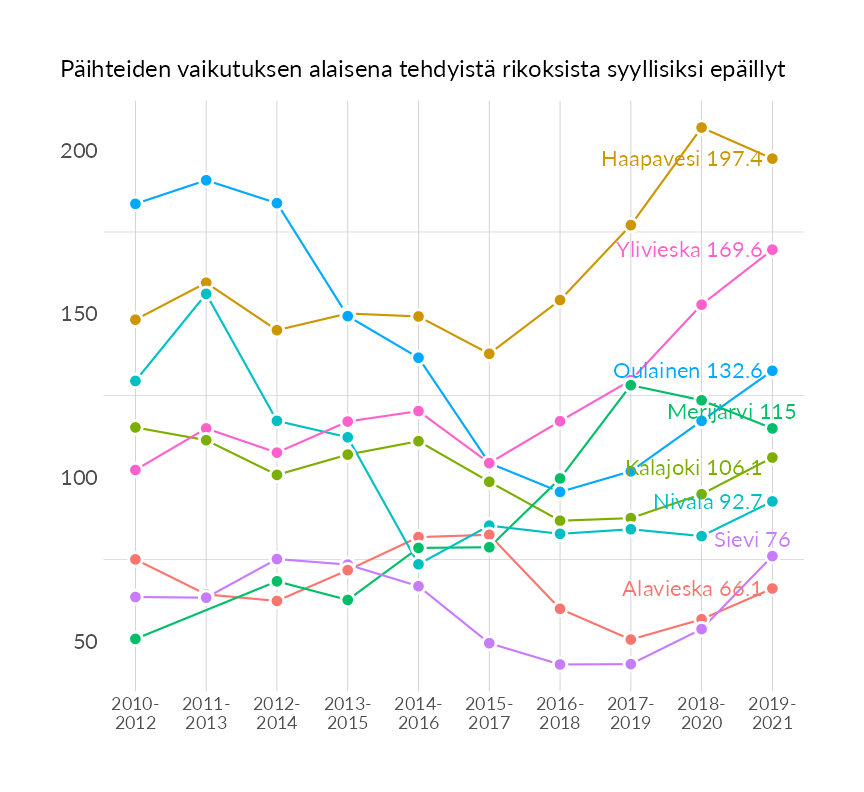 Päihteiden vaikutuksen alaisena tehdyistä rikoksista syyllisiksi epäillyt
200
Haapavesi 197.4
Ylivieska 169.6
150
Oulainen 132.6
Merijärvi 115
100
Kalajoki 106.1
Nivala 92.7
Sievi 76
Alavieska 66.1
50
2010- 2011- 2012- 2013- 2014- 2015- 2016- 2017- 2018- 2019-
2012 2013 2014 2015 2016 2017 2018 2019 2020 2021